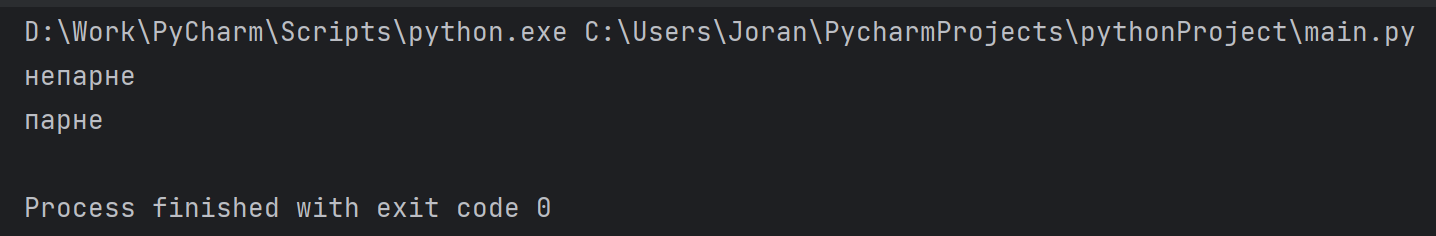 D:\Work\PyCharm\Scripts\python.exe C:\Users\Joran\PycharmProjects\pythonProject\main.py
непарне
парне
Process finished with exit code 0